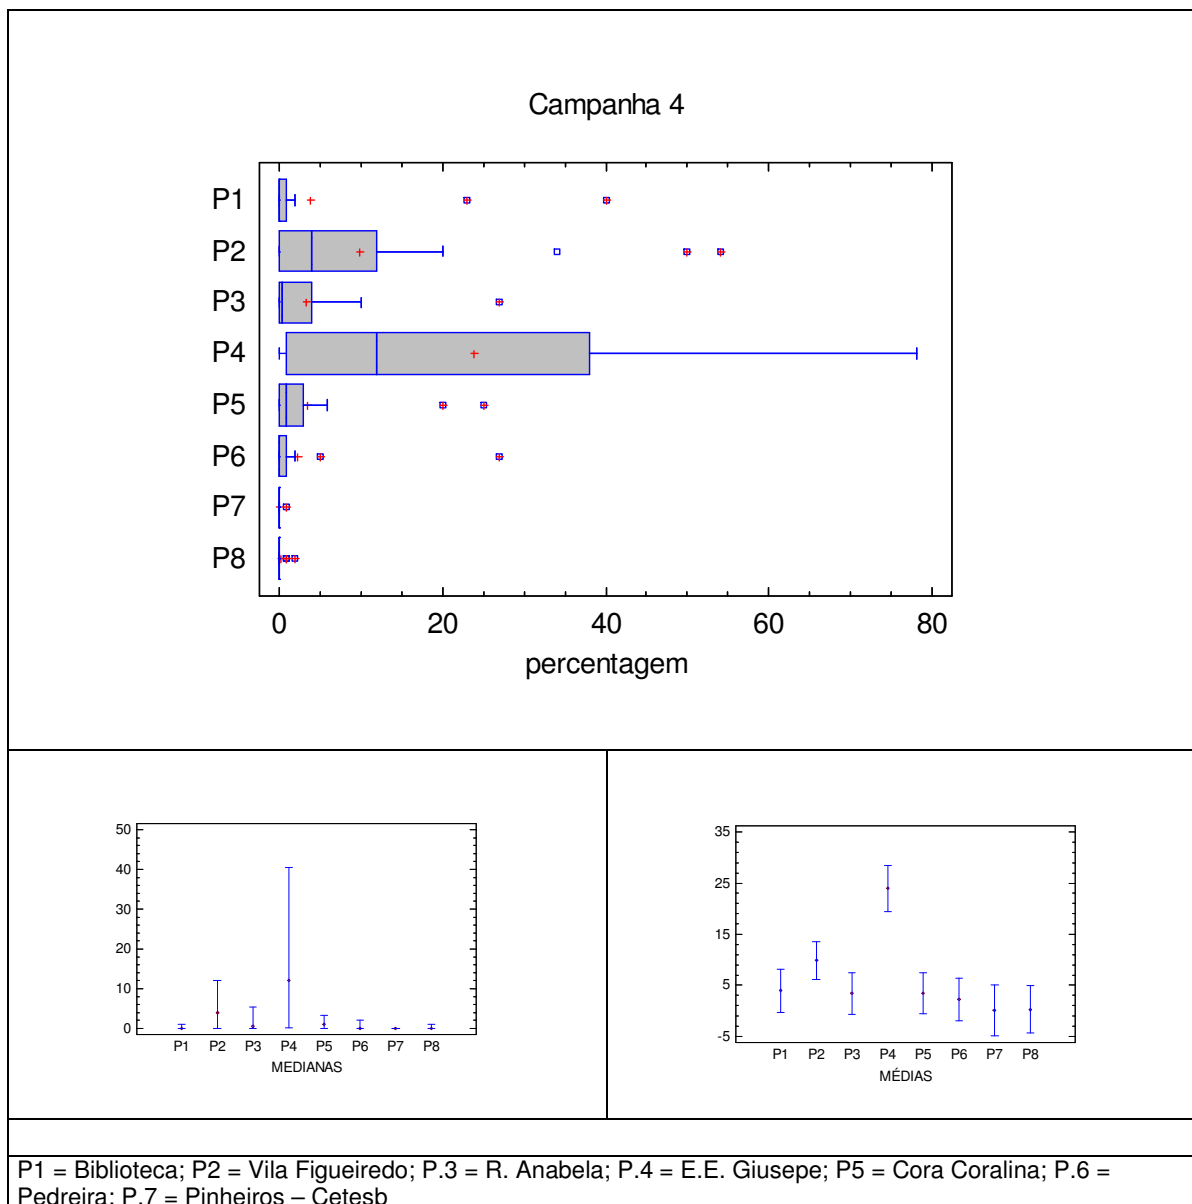 Campanha 4
P1
P2
P3
P4
P5
P6
P7
P8
0 20 40 60 80
percentagem
50
40
30
20
10
0
P1 P2 P3 P4 P5 P6 P7 P8
MEDIANAS
35
25
15
5
-5
P1 P2 P3 P4 P5 P6 P7 P8
MÉDIAS
P1 = Biblioteca; P2 = Vila Figueiredo; P.3 = R. Anabela; P.4 = E.E. Giusepe; P5 = Cora Coralina; P.6 =
Pedreira; P.7 = Pinheiros – Cetesb